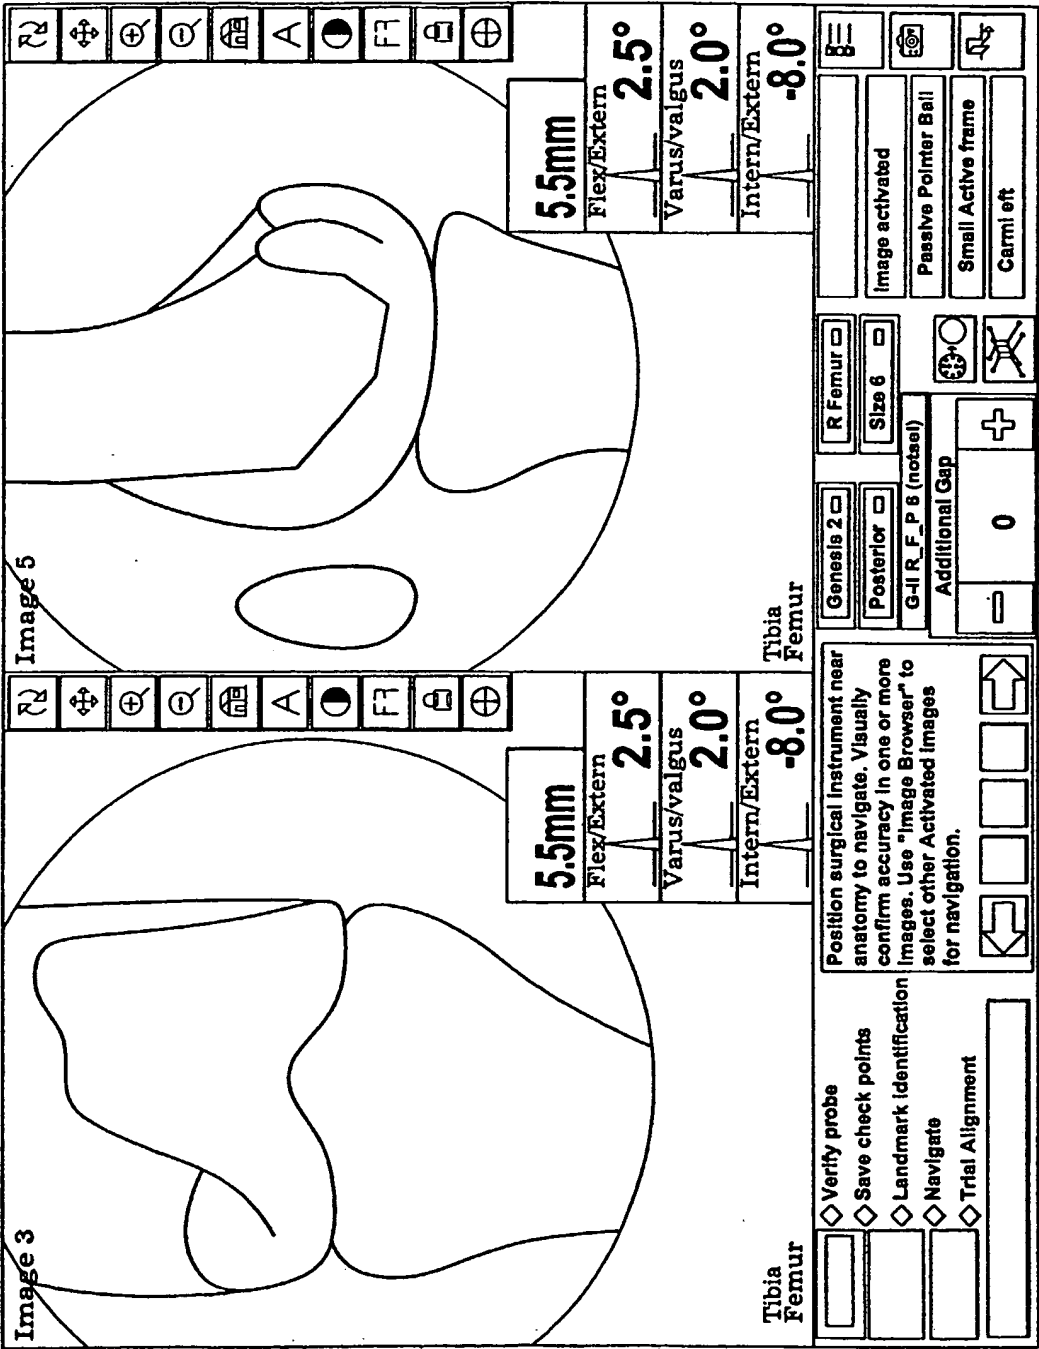 Image 3
5.5mm
Flex/Extern
2.5°
Varus/valgus
2.0°
Intern/Extern
-8.0°
Tibia
Femur
Image 5
5.5mm
Flex/Extern
2.5°
Varus/valgus
2.0°
Intern/Extern
-8.0°
Tibia
Femur
Verify probe
Save check points
Landmark identification
Navigate
Trial Alignment
Position surgical instrument near
anatomy to navigate. Visually
confirm accuracy in one or more
images. Use "Image Browser" to
select other Activated images
for navigation.
Genesis 2
R Femur
Posterior
Size 6
G-II R_F_P 6 (notsel)
Additional Gap
0
Image activated
Passive Pointer Ball
Small Active frame
Carml eft